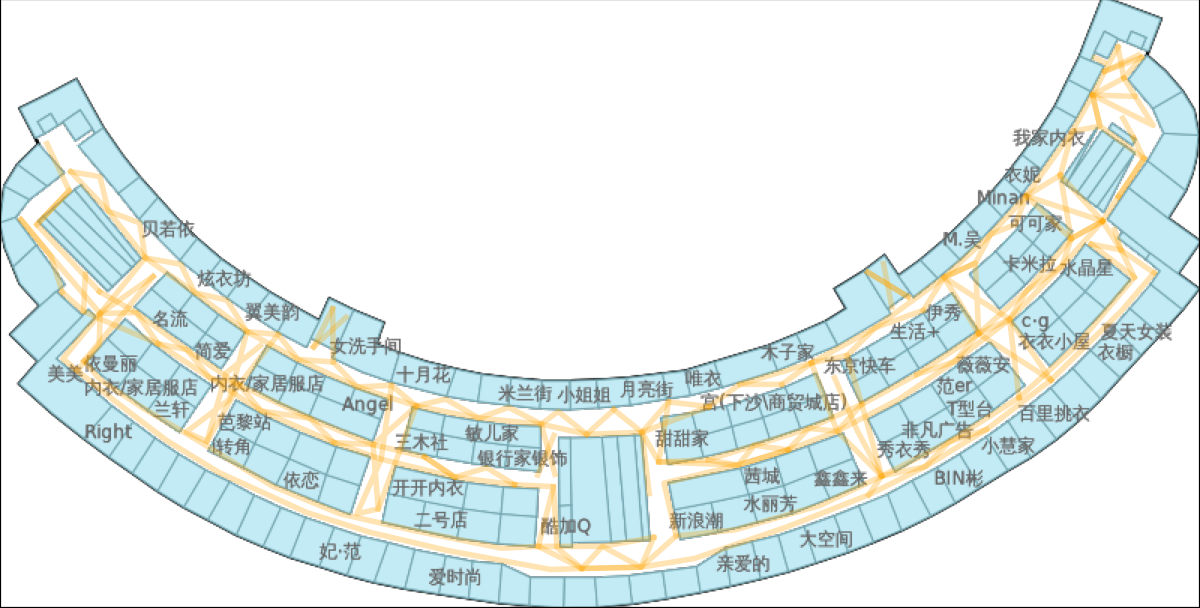 我家内衣
衣妮
Minan
可可家
贝若依
M.吴
卡米拉
水晶星
炫衣坊
翼美韵
名流
伊秀
生活+
c·g
衣衣小屋
夏天女装
衣橱
女洗手间
简爱
木子家
东京快车
薇薇安
依曼丽
美美
十月花
内衣/家居服店
内衣/家居服店
米兰街
小姐姐
月亮街
唯衣
范er
兰轩
Angel
宫(下沙\商贸城店)
T型台
百里挑衣
芭黎站
Right
敏儿家
三木社
甜甜家
非凡广告
小慧家
秀衣秀
I转角
银行家银饰
依恋
开开内衣
茜城
鑫鑫来
BIN彬
水丽芳
二号店
酷加Q
新浪潮
妃·范
大空间
爱时尚
亲爱的